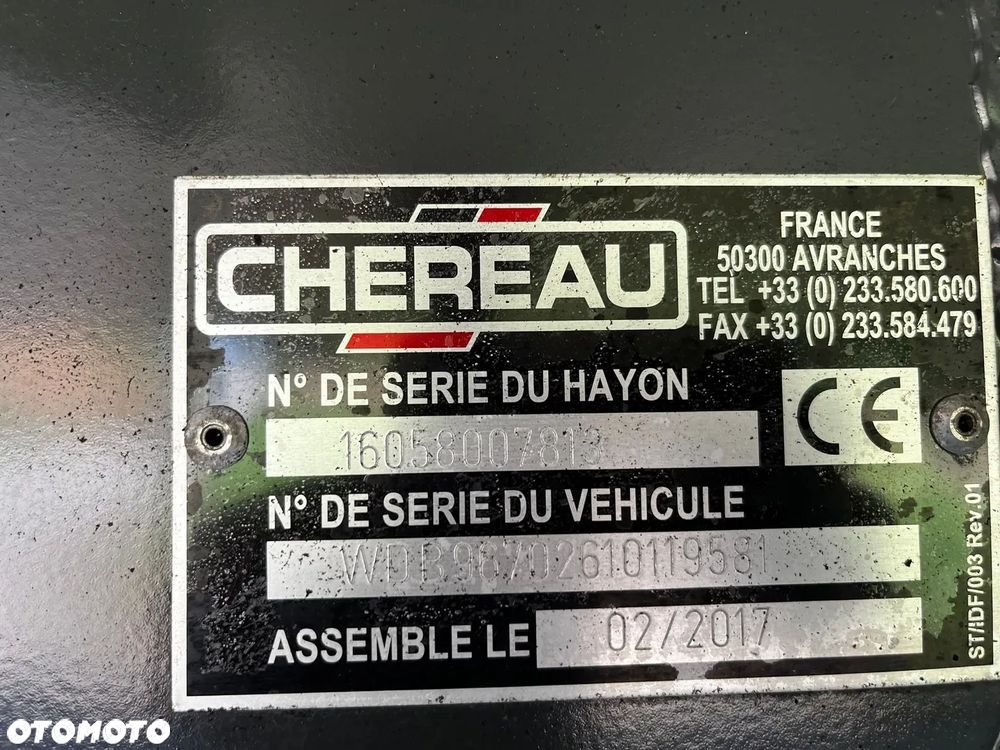 CHEREAU
FRANCE
50300 AVRANCHES
TEL +33 (0) 233.580.600
FAX +33 (0) 233.584.479
N° DE SERIE DU HAYON
16058007813
CE
N° DE SERIE DU VEHICULE
WDB96702610119581
ASSEMBLE LE 02/2017
ST/IDF/003 Rev.01
OTOMOTO